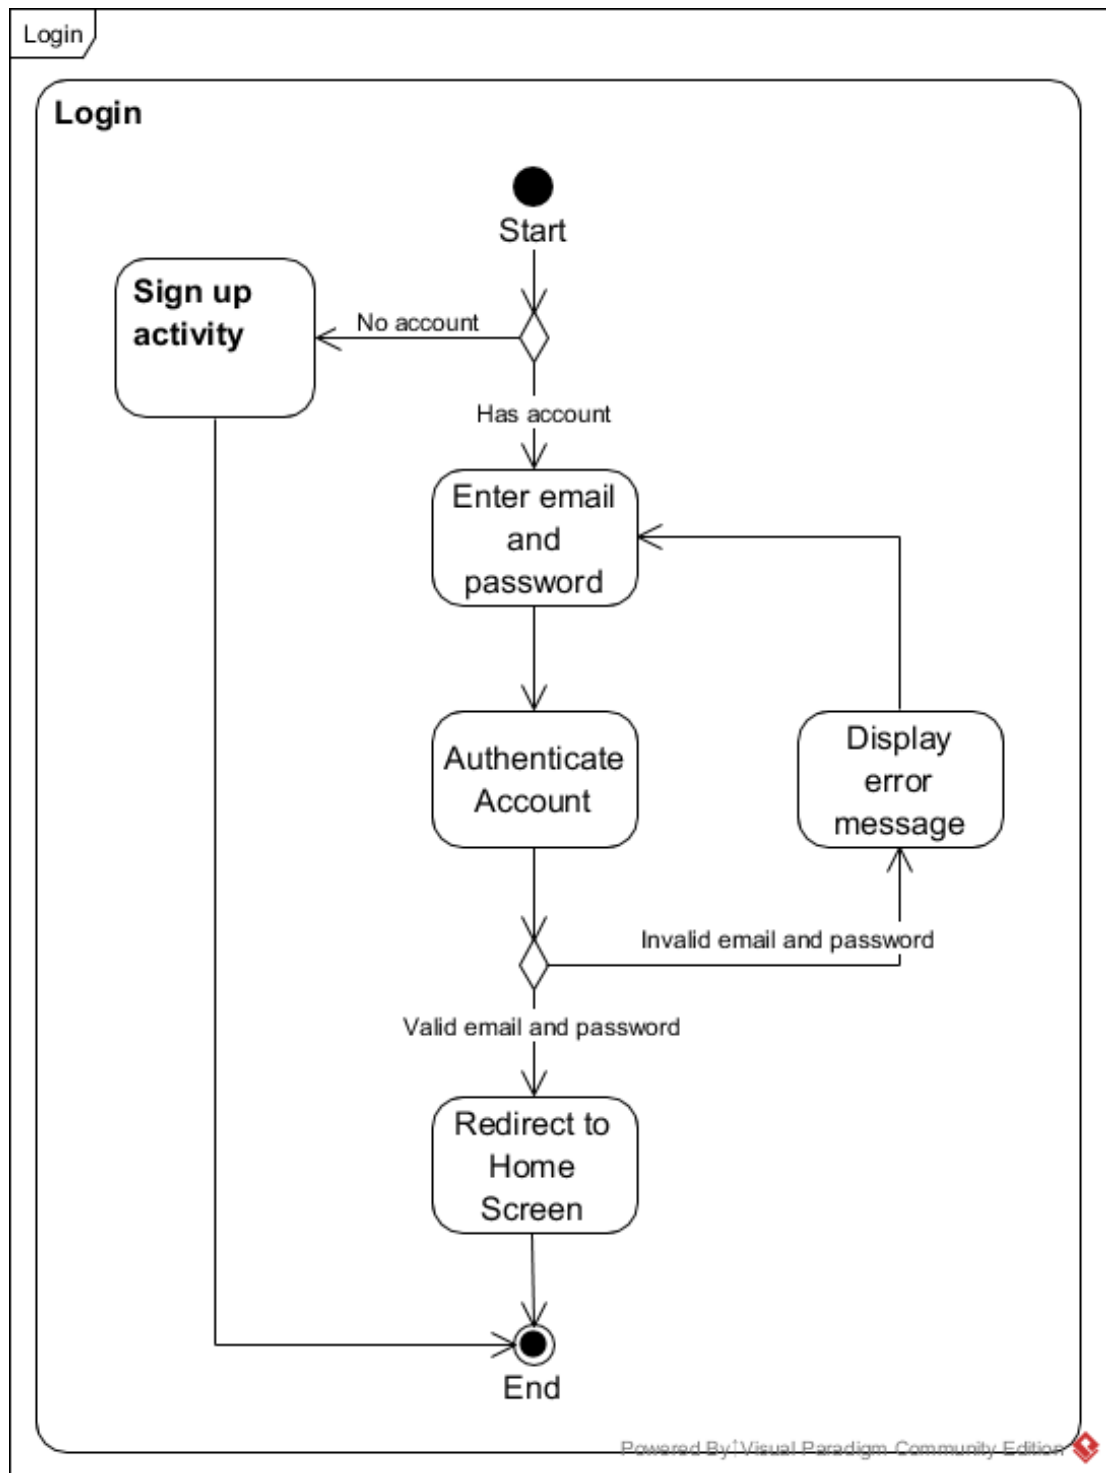 Login
Login
Start
Sign up
activity
No account
Has account
Enter email
and
password
Authenticate
Account
Display
error
message
Invalid email and password
Valid email and password
Redirect to
Home
Screen
End
Powered By Visual Paradigm Community Edition